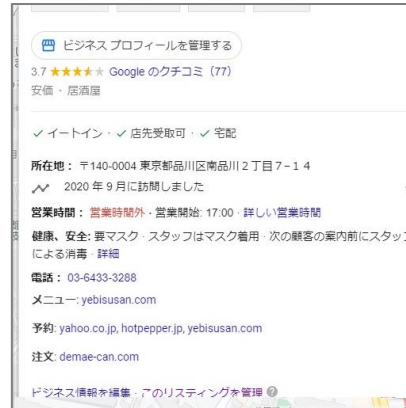 ビジネス プロフィールを管理する
3.7 ★★★★★ Google のクチコミ（77）
安価 · 居酒屋
✓ イートイン · ✓ 店先受取可 · ✓ 宅配
所在地： 〒140-0004 東京都品川区南品川２丁目７−１４
2020 年 9 月に訪問しました
営業時間： 営業時間外 · 営業開始: 17:00 · 詳しい営業時間
健康、安全: 要マスク · スタッフはマスク着用 · 次の顧客の案内前にスタッフ
による消毒 · 詳細
電話： 03-6433-3288
メニュー: yebisusan.com
予約: yahoo.co.jp, hotpepper.jp, yebisusan.com
注文: demae-can.com
ビジネス情報を編集 · このリスティングを管理